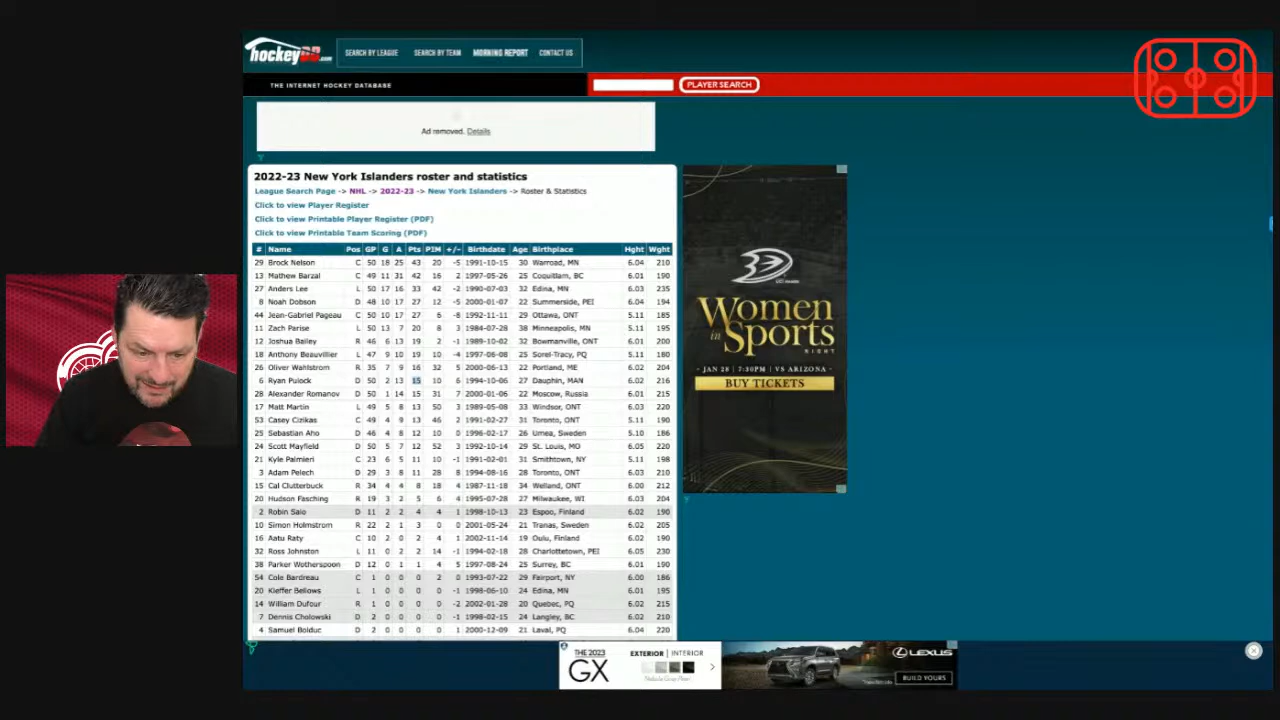 hockeyDB.com
SEARCH BY LEAGUE SEARCH BY TEAM MORNING REPORT CONTACT US
THE INTERNET HOCKEY DATABASE
PLAYER SEARCH
Ad removed. Details
2022-23 New York Islanders roster and statistics
League Search Page -> NHL -> 2022-23 -> New York Islanders -> Roster & Statistics
Click to view Player Register
Click to view Printable Player Register (PDF)
Click to view Printable Team Scoring (PDF)
# Name Pos GP G A Pts PIM +/- Birthdate Age Birthplace Hght Wght
29 Brock Nelson C 50 18 25 43 20 -5 1991-10-15 30 Warroad, MN 6.04 210
13 Mathew Barzal C 49 11 31 42 16 2 1997-05-26 25 Coquitlam, BC 6.01 190
27 Anders Lee L 50 17 16 33 42 -2 1990-07-03 32 Edina, MN 6.03 235
8 Noah Dobson D 48 10 17 27 12 -5 2000-01-07 22 Summerside, PEI 6.04 194
44 Jean-Gabriel Pageau C 50 10 17 27 6 -8 1992-11-11 29 Ottawa, ONT 5.11 185
11 Zach Parise L 50 13 7 20 8 3 1984-07-28 38 Minneapolis, MN 5.11 195
12 Joshua Bailey R 46 6 13 19 2 -1 1989-10-02 32 Bowmanville, ONT 6.01 200
18 Anthony Beauvillier L 47 9 10 19 10 -4 1997-06-08 25 Sorel-Tracy, PQ 5.11 180
26 Oliver Wahlstrom R 35 7 9 16 32 5 2000-06-13 22 Portland, ME 6.02 204
6 Ryan Pulock D 50 2 13 15 10 6 1994-10-06 27 Dauphin, MAN 6.02 216
28 Alexander Romanov D 50 1 14 15 31 7 2000-01-06 22 Moscow, Russia 6.01 215
17 Matt Martin L 49 5 8 13 50 3 1989-05-08 33 Windsor, ONT 6.03 220
53 Casey Cizikas C 49 4 9 13 46 2 1991-02-27 31 Toronto, ONT 5.11 190
25 Sebastian Aho D 46 4 8 12 10 0 1996-02-17 26 Umea, Sweden 5.10 186
24 Scott Mayfield D 50 5 7 12 52 3 1992-10-14 29 St. Louis, MO 6.05 220
21 Kyle Palmieri C 23 6 5 11 10 -1 1991-02-01 31 Smithtown, NY 5.11 198
3 Adam Pelech D 29 3 8 11 28 8 1994-08-16 28 Toronto, ONT 6.03 210
15 Cal Clutterbuck R 34 4 4 8 18 4 1987-11-18 34 Welland, ONT 6.00 212
20 Hudson Fasching R 19 3 2 5 6 4 1995-07-28 27 Milwaukee, WI 6.03 204
2 Robin Salo D 11 2 2 4 4 1 1998-10-13 23 Espoo, Finland 6.02 190
10 Simon Holmstrom R 22 2 1 3 0 0 2001-05-24 21 Tranas, Sweden 6.02 205
16 Aatu Raty C 10 2 0 2 4 1 2002-11-14 19 Oulu, Finland 6.02 190
32 Ross Johnston L 11 0 2 2 14 -1 1994-02-18 28 Charlottetown, PEI 6.05 230
38 Parker Wotherspoon D 12 0 1 1 4 5 1997-08-24 25 Surrey, BC 6.01 190
54 Cole Bardreau C 1 0 0 0 2 0 1993-07-22 29 Fairport, NY 6.00 186
20 Kieffer Bellows L 1 0 0 0 0 -1 1998-06-10 24 Edina, MN 6.01 195
14 William Dufour R 1 0 0 0 0 -2 2002-01-28 20 Quebec, PQ 6.02 215
7 Dennis Cholowski D 2 0 0 0 0 -1 1998-02-15 24 Langley, BC 6.02 210
4 Samuel Bolduc D 2 0 0 0 0 1 2000-12-09 21 Laval, PQ 6.04 220
Women
in
Sports
NIGHT
JAN 28 | 7:30PM | VS ARIZONA
BUY TICKETS
THE 2023
GX
EXTERIOR | INTERIOR
Nebula Gray Pearl
LEXUS
BUILD YOURS